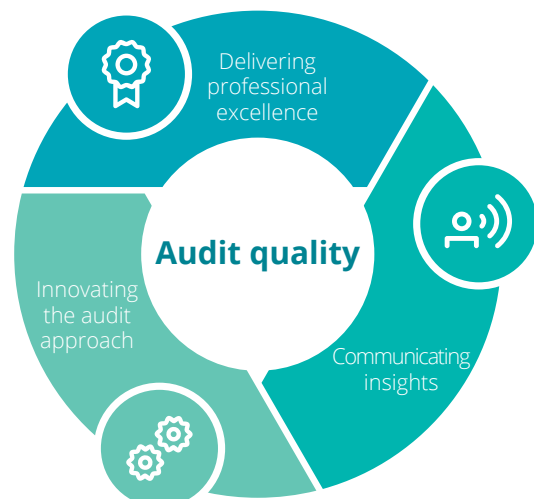 Delivering
professional
excellence
Audit quality
Innovating
the audit
approach
Communicating
insights